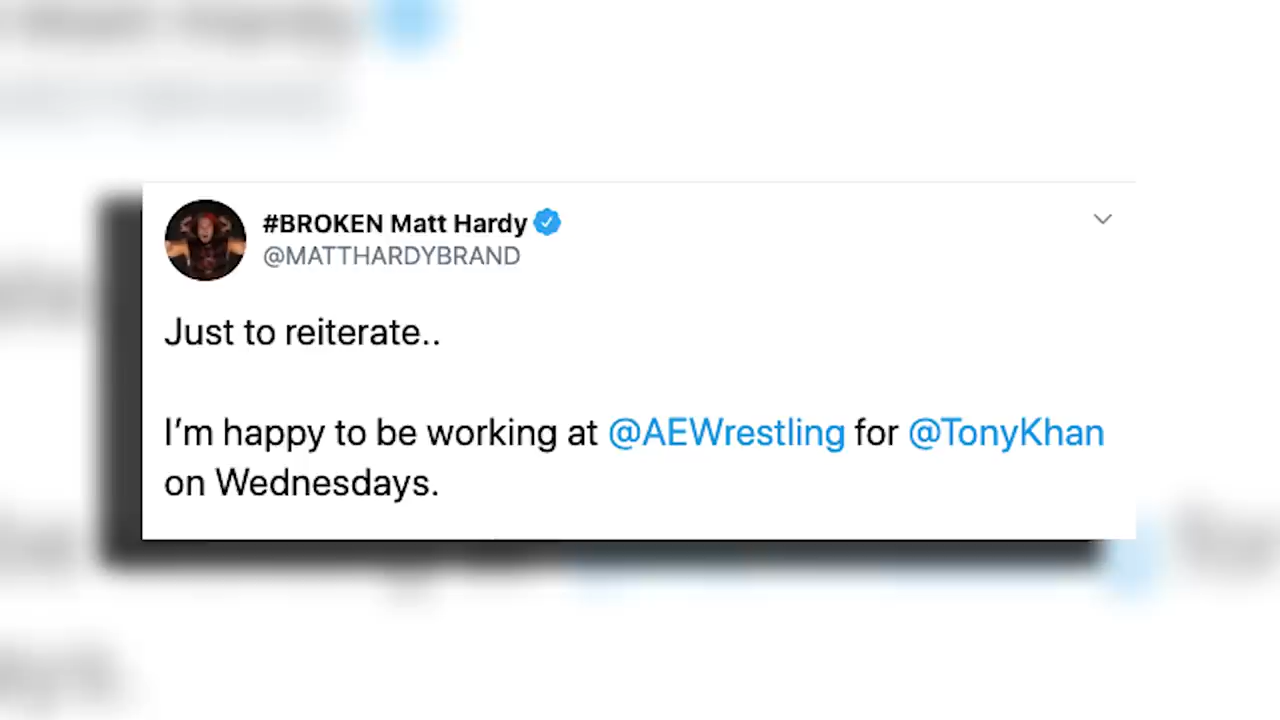 #BROKEN Matt Hardy
@MATTHARDYBRAND
Just to reiterate..
I’m happy to be working at @AEWrestling for @TonyKhan
on Wednesdays.